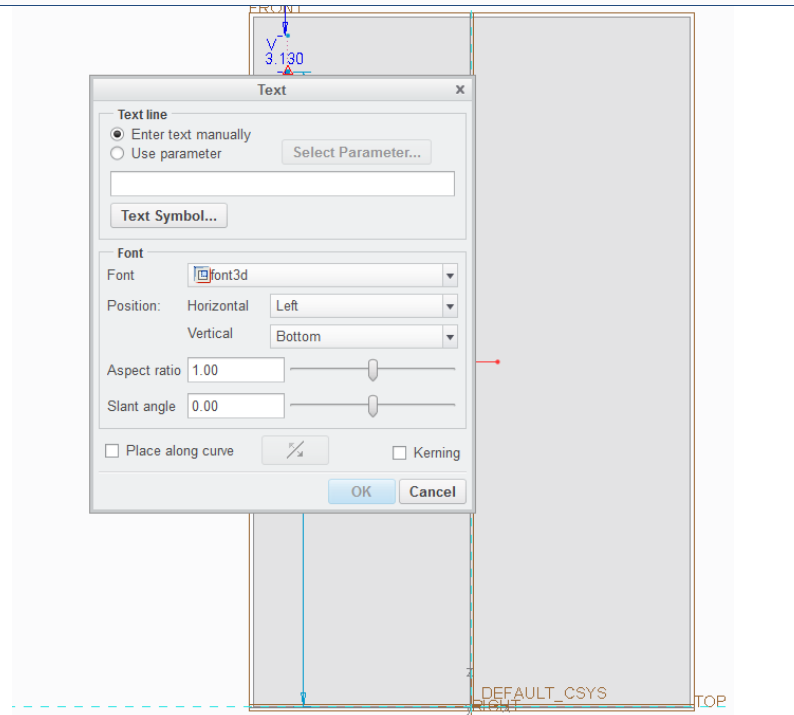 FRONT
V
3.130
Text
x
Text line
Enter text manually
Use parameter
Select Parameter...
Text Symbol...
Font
Font
font3d
Position:
Horizontal
Left
Vertical
Bottom
Aspect ratio
1.00
Slant angle
0.00
Place along curve
Kerning
OK
Cancel
Z
_DEFAULT_CSYS
RIGHT
TOP